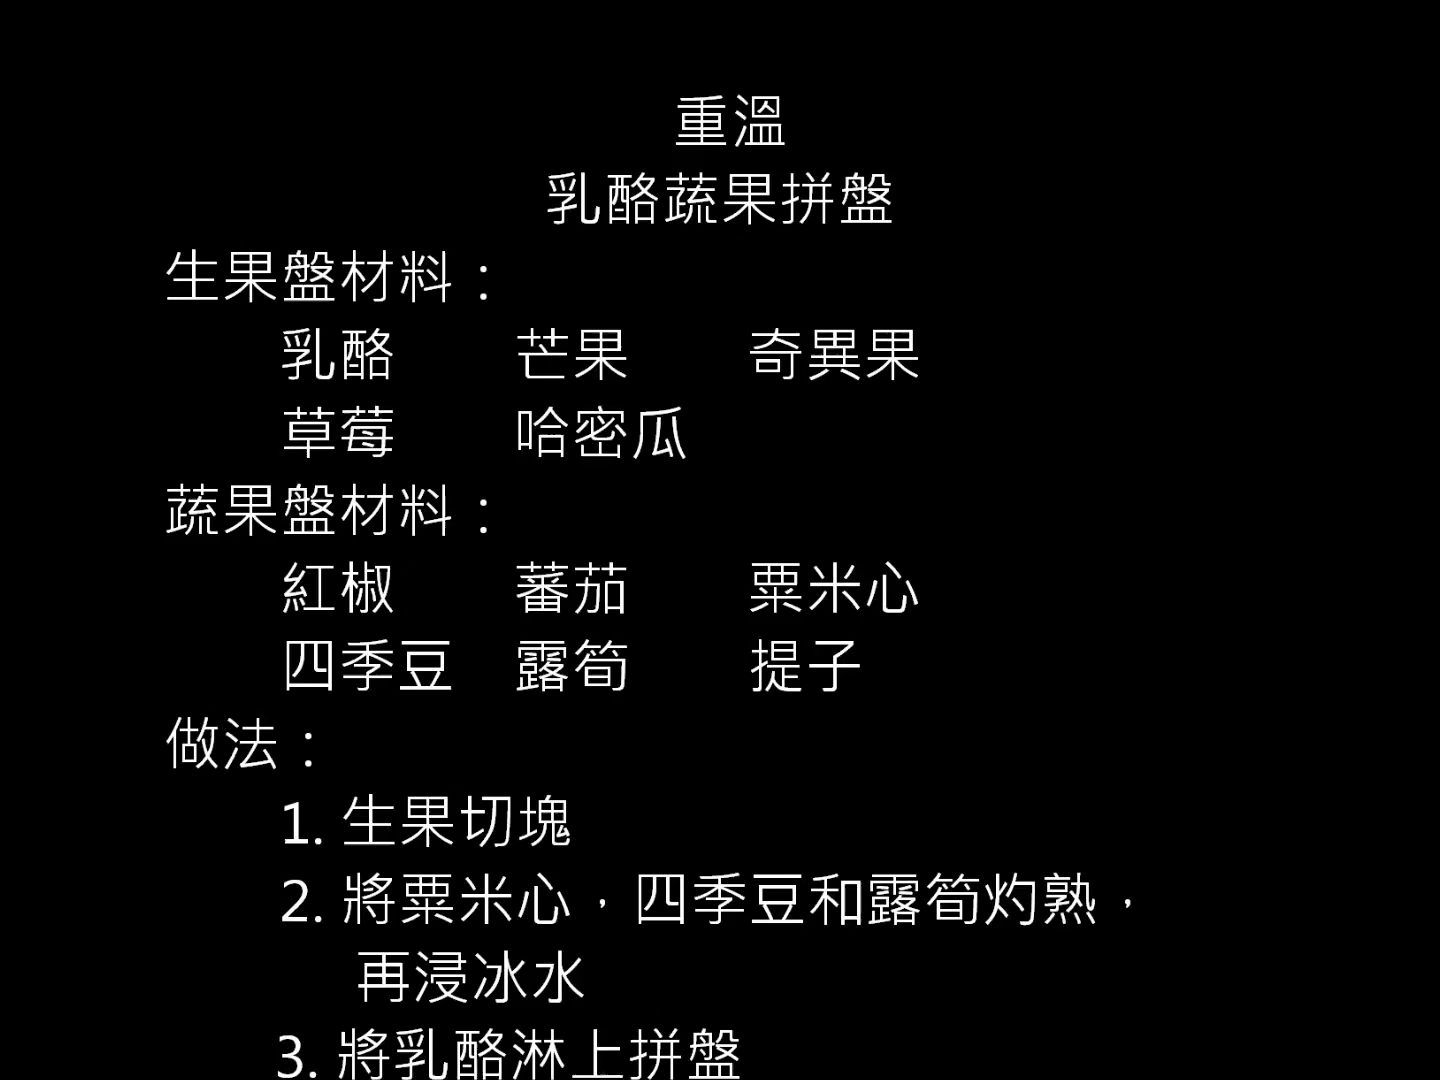 重溫
乳酪蔬果拼盤
生果盤材料：
乳酪 芒果 奇異果
草莓 哈密瓜
蔬果盤材料：
紅椒 蕃茄 粟米心
四季豆 露筍 提子
做法：
1. 生果切塊
2. 將粟米心，四季豆和露筍灼熟，
再浸冰水
3. 將乳酪淋上拼盤